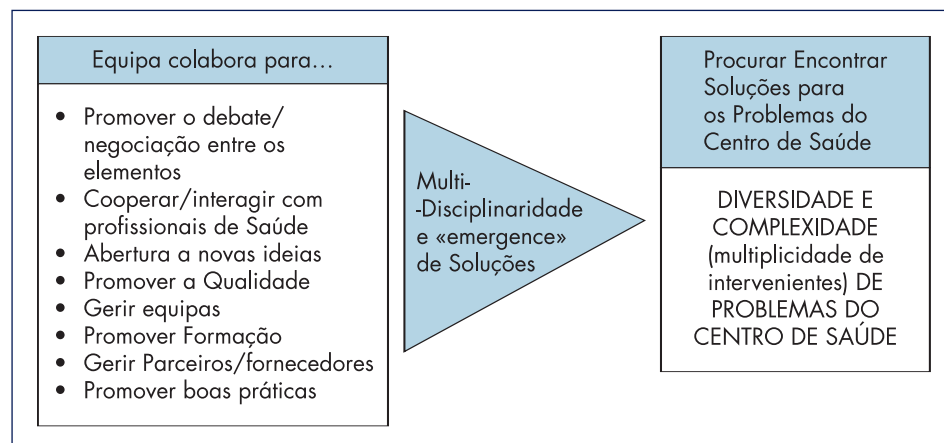 Equipa colabora para...
• Promover o debate/
negociação entre os
elementos
• Cooperar/interagir com
profissionais de Saúde
• Abertura a novas ideias
• Promover a Qualidade
• Gerir equipas
• Promover Formação
• Gerir Parceiros/fornecedores
• Promover boas práticas
Multi-
-Disciplinaridade
e «emergence»
de Soluções
Procurar Encontrar
Soluções para
os Problemas do
Centro de Saúde
DIVERSIDADE E
COMPLEXIDADE
(multiplicidade de
intervenientes) DE
PROBLEMAS DO
CENTRO DE SAÚDE